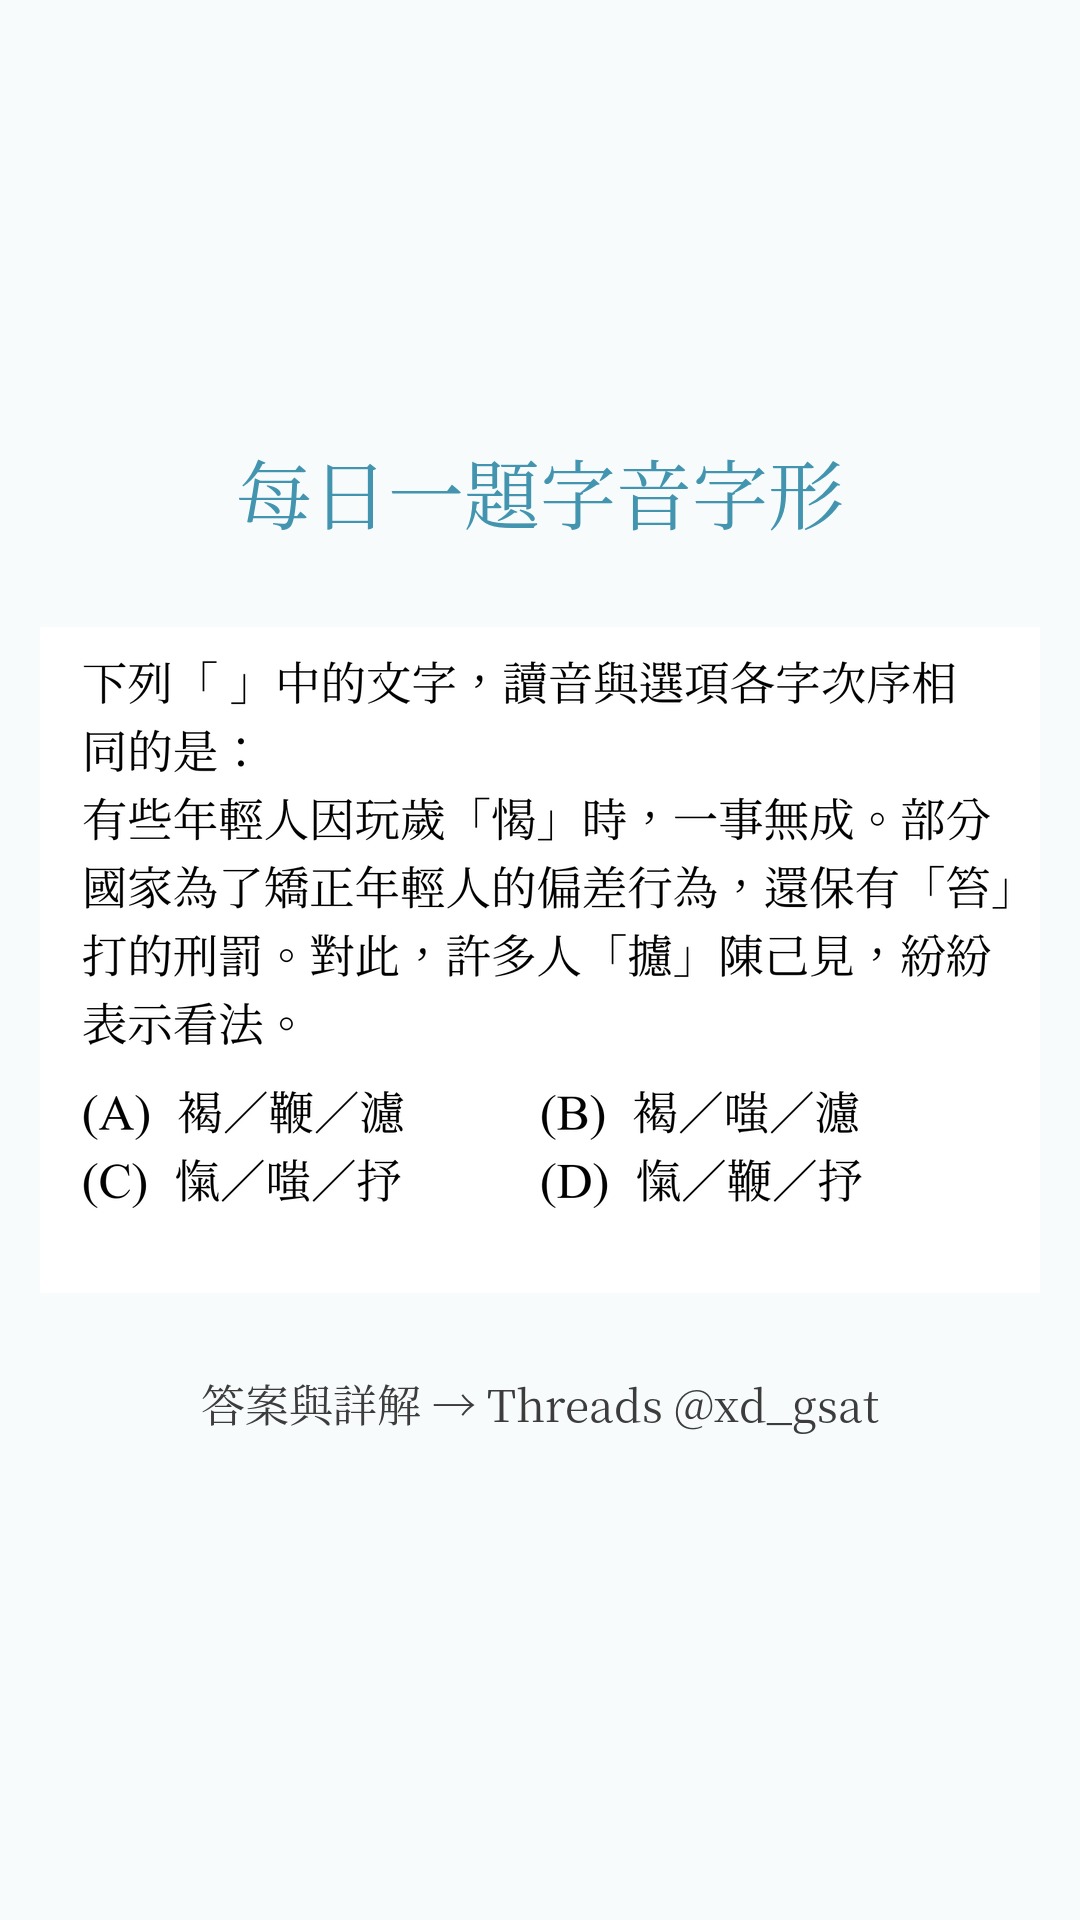 每日一題字音字形
下列「 」中的文字，讀音與選項各字次序相
同的是：
有些年輕人因玩歲「愒」時，一事無成。部分
國家為了矯正年輕人的偏差行為，還保有「笞」
打的刑罰。對此，許多人「攄」陳己見，紛紛
表示看法。
(A) 褐／鞭／濾 (B) 褐／嗤／濾
(C) 愾／嗤／抒 (D) 愾／鞭／抒
答案與詳解 → Threads @xd_gsat